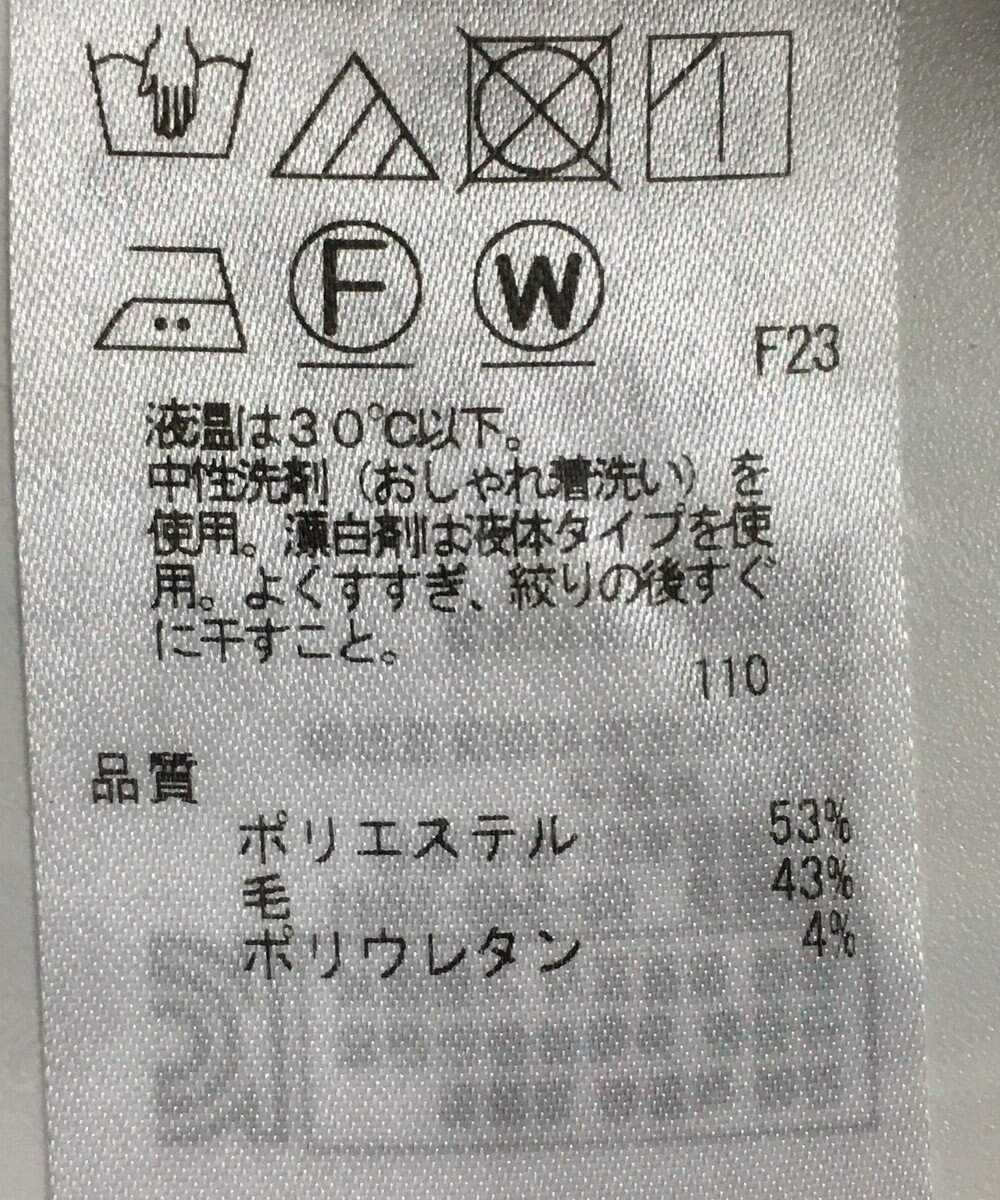 F
W
F23
液温は３０℃以下。
中性洗剤（おしゃれ着洗い）を
使用。漂白剤は液体タイプを使
用。よくすすぎ、絞りの後すぐ
に干すこと。
110
品質
ポリエステル 53%
毛 43%
ポリウレタン 4%